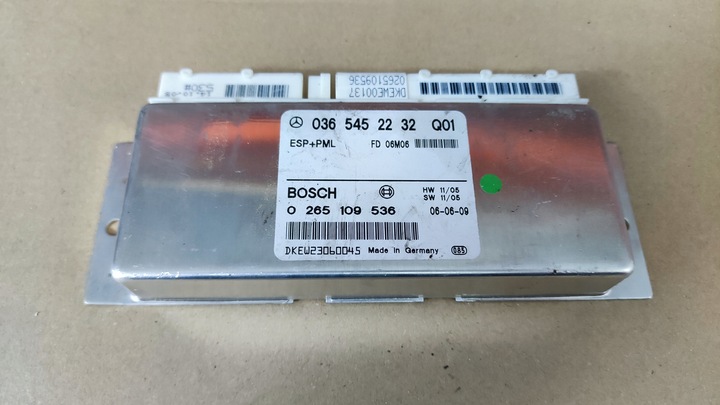 DKEWE00137
0265109536
036 545 22 32 Q01
ESP+PML FD 06M06
BOSCH HW 11/05
SW 11/05
0 265 109 536 06-06-09
DKEW23060045 Made in Germany